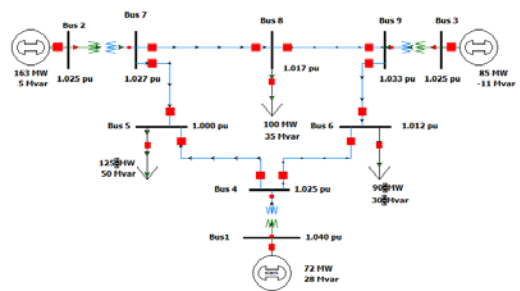 Bus 2
Bus 7
Bus 8
Bus 9
Bus 3
163 MW
5 Mvar
1.025 pu
1.027 pu
1.017 pu
1.033 pu
1.025 pu
85 MW
-11 Mvar
100 MW
35 Mvar
Bus 5
1.000 pu
Bus 6
1.012 pu
125 MW
50 Mvar
90 MW
30 Mvar
Bus 4
1.025 pu
Bus1
1.040 pu
72 MW
28 Mvar